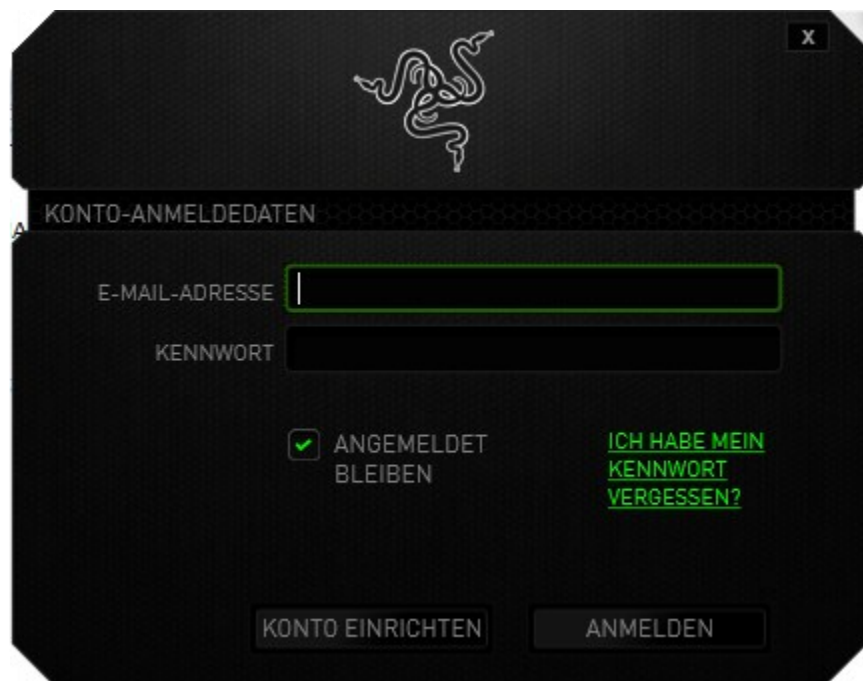 X
KONTO-ANMELDEDATEN
E-MAIL-ADRESSE
KENNWORT
ANGEMELDET
BLEIBEN
ICH HABE MEIN
KENNWORT
VERGESSEN?
KONTO EINRICHTEN
ANMELDEN